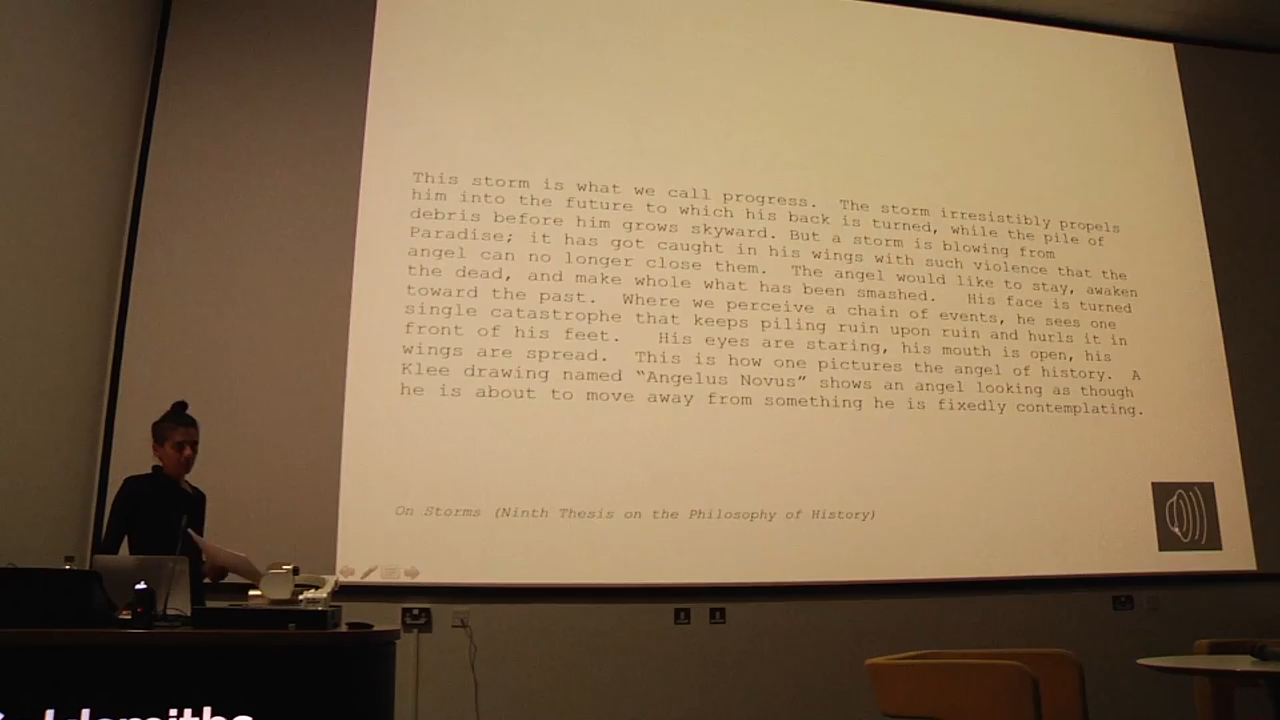 This storm is what we call progress. The storm irresistibly propels
him into the future to which his back is turned, while the pile of
debris before him grows skyward. But a storm is blowing from
Paradise; it has got caught in his wings with such violence that the
angel can no longer close them. The angel would like to stay, awaken
the dead, and make whole what has been smashed. His face is turned
toward the past. Where we perceive a chain of events, he sees one
single catastrophe that keeps piling ruin upon ruin and hurls it in
front of his feet. His eyes are staring, his mouth is open, his
wings are spread. This is how one pictures the angel of history. A
Klee drawing named “Angelus Novus” shows an angel looking as though
he is about to move away from something he is fixedly contemplating.
On Storms (Ninth Thesis on the Philosophy of History)